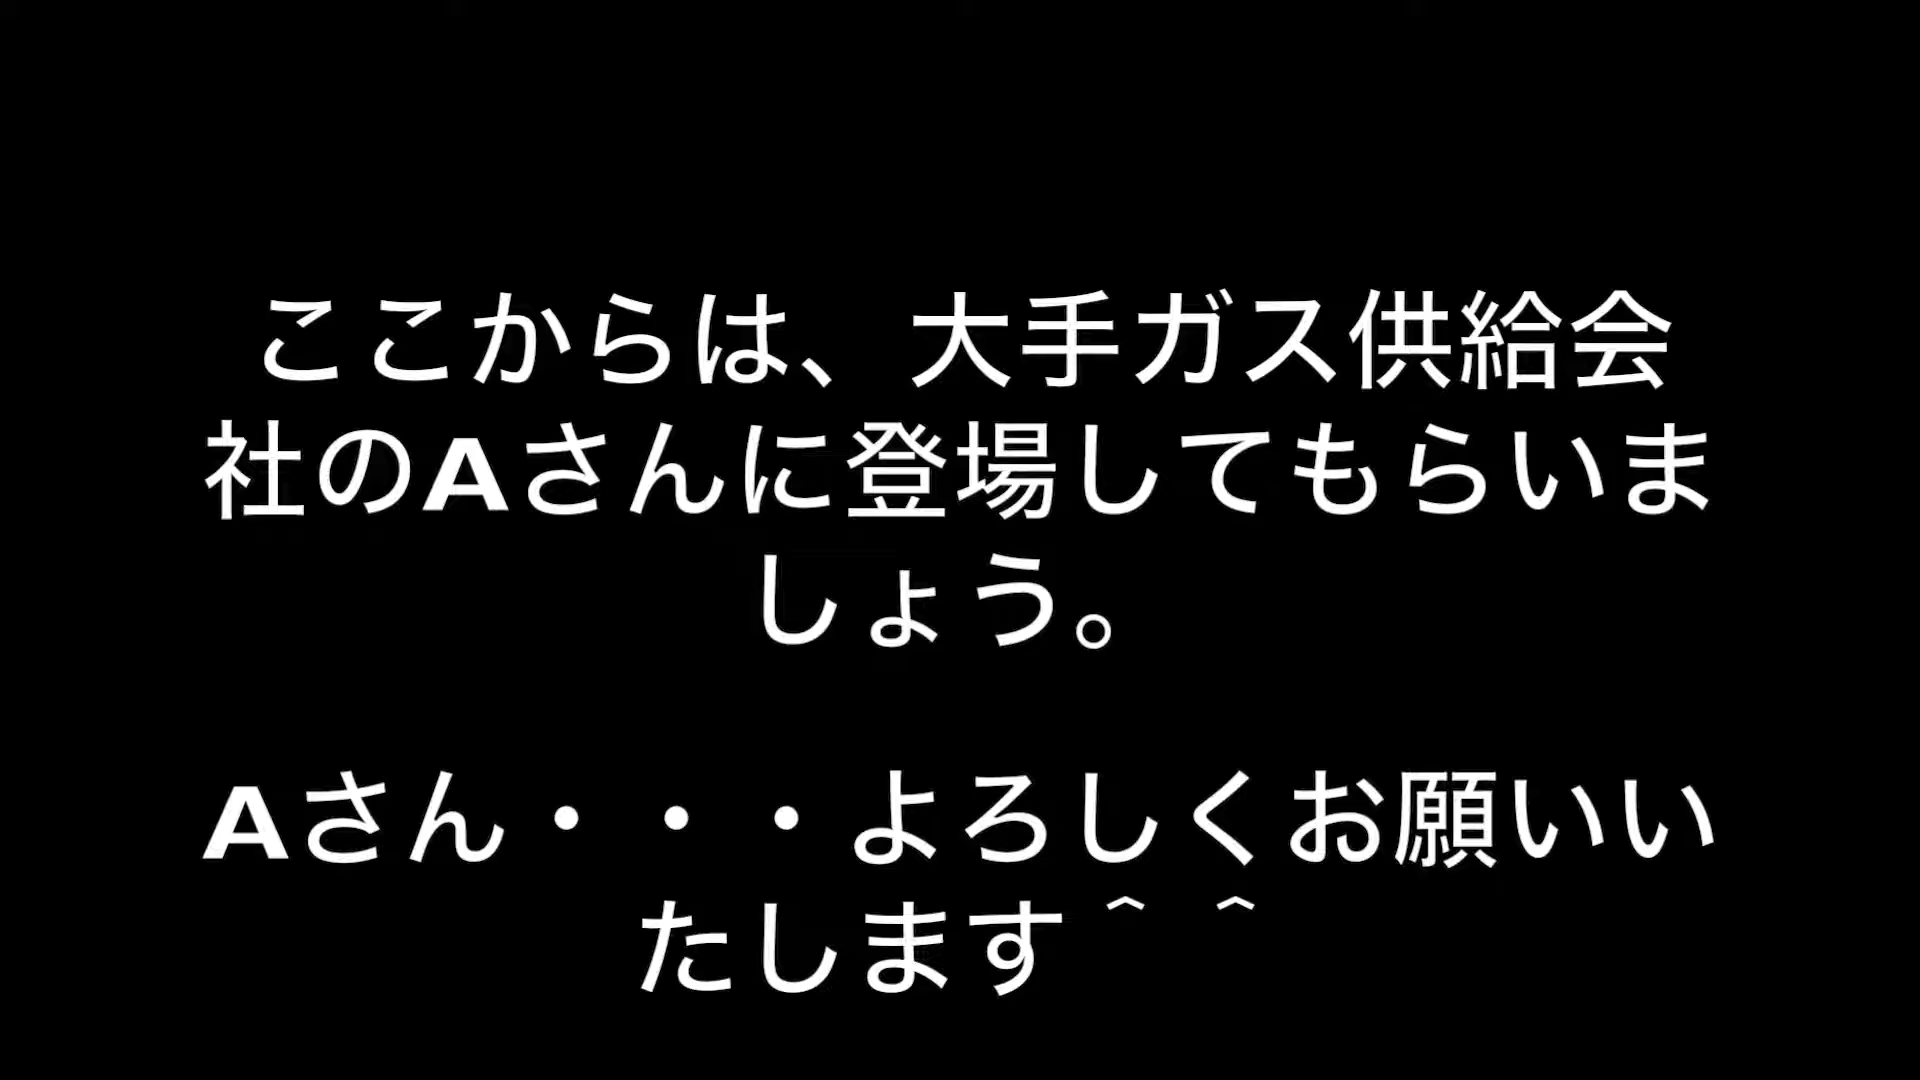 ここからは、大手ガス供給会
社のAさんに登場してもらいま
しょう。
Aさん・・・よろしくお願いい
たします＾ ＾